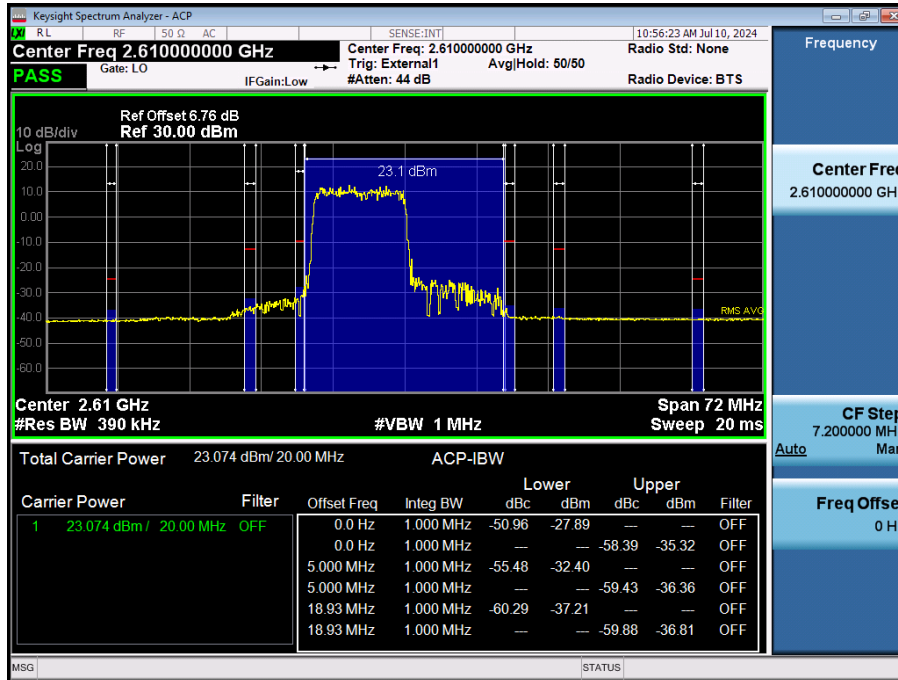 Keysight Spectrum Analyzer - ACP
LXI RL RF 50 Ω AC SENSE:INT 10:56:23 AM Jul 10, 2024
Center Freq 2.610000000 GHz
Center Freq: 2.610000000 GHz
Radio Std: None
Gate: LO
Trig: External1 Avg|Hold: 50/50
PASS
IFGain:Low
#Atten: 44 dB
Radio Device: BTS
Ref Offset 6.76 dB
10 dB/div Ref 30.00 dBm
Log
20.0
23.1 dBm
10.0
0.00
-10.0
-20.0
-30.0
RMS AVG
-40.0
-50.0
-60.0
Center 2.61 GHz Span 72 MHz
#Res BW 390 kHz #VBW 1 MHz Sweep 20 ms
Total Carrier Power 23.074 dBm/ 20.00 MHz ACP-IBW
Lower Upper
Carrier Power Filter Offset Freq Integ BW dBc dBm dBc dBm Filter
1 23.074 dBm / 20.00 MHz OFF
0.0 Hz 1.000 MHz -50.96 -27.89 --- --- OFF
0.0 Hz 1.000 MHz --- --- -58.39 -35.32 OFF
5.000 MHz 1.000 MHz -55.48 -32.40 --- --- OFF
5.000 MHz 1.000 MHz --- --- -59.43 -36.36 OFF
18.93 MHz 1.000 MHz -60.29 -37.21 --- --- OFF
18.93 MHz 1.000 MHz --- --- -59.88 -36.81 OFF
MSG STATUS
Frequency
Center Fre
2.610000000 GH
CF Step
7.200000 MH
Auto Ma
Freq Offse
0 H